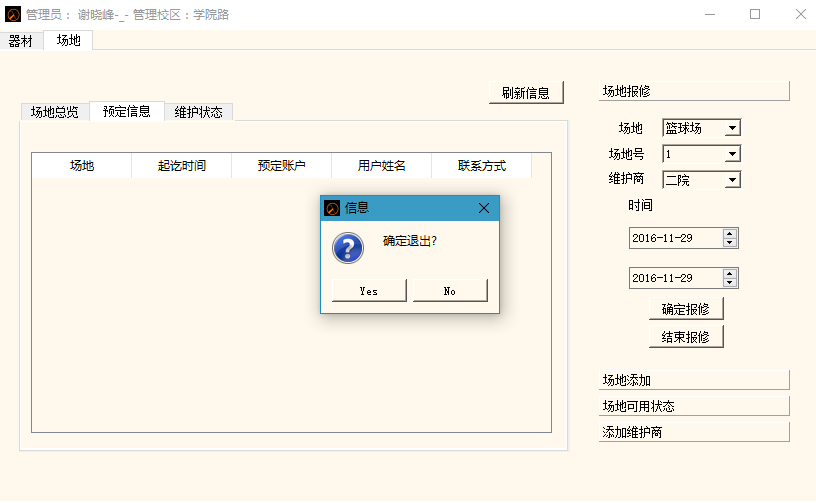 管理员： 谢晓峰-_- 管理校区：学院路
器材 场地
刷新信息
场地总览 预定信息 维护状态
场地 起讫时间 预定账户 用户姓名 联系方式
信息
确定退出?
Yes No
场地报修
场地 篮球场
场地号 1
维护商 二院
时间
2016-11-29
2016-11-29
确定报修
结束报修
场地添加
场地可用状态
添加维护商